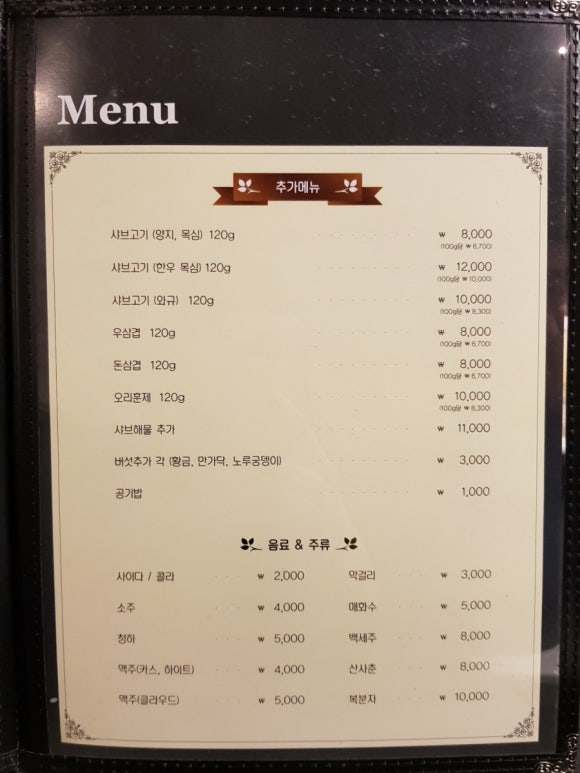 Menu
추가메뉴
샤브고기 (양지, 목심) 120g ₩ 8,000
(100g당 ₩ 6,700)
샤브고기 (한우 목심) 120g ₩ 12,000
(100g당 ₩ 10,000)
샤브고기 (와규) 120g ₩ 10,000
(100g당 ₩ 8,300)
우삼겹 120g ₩ 8,000
(100g당 ₩ 6,700)
돈삼겹 120g ₩ 8,000
(100g당 ₩ 6,700)
오리훈제 120g ₩ 10,000
(100g당 ₩ 8,300)
샤브해물 추가 ₩ 11,000
버섯추가 각 (황금, 만가닥, 노루궁뎅이) ₩ 3,000
공기밥 ₩ 1,000
음료 & 주류
사이다 / 콜라 ₩ 2,000 막걸리 ₩ 3,000
소주 ₩ 4,000 매화수 ₩ 5,000
청하 ₩ 5,000 백세주 ₩ 8,000
맥주(카스, 하이트) ₩ 4,000 산사춘 ₩ 8,000
맥주(클라우드) ₩ 5,000 복분자 ₩ 10,000